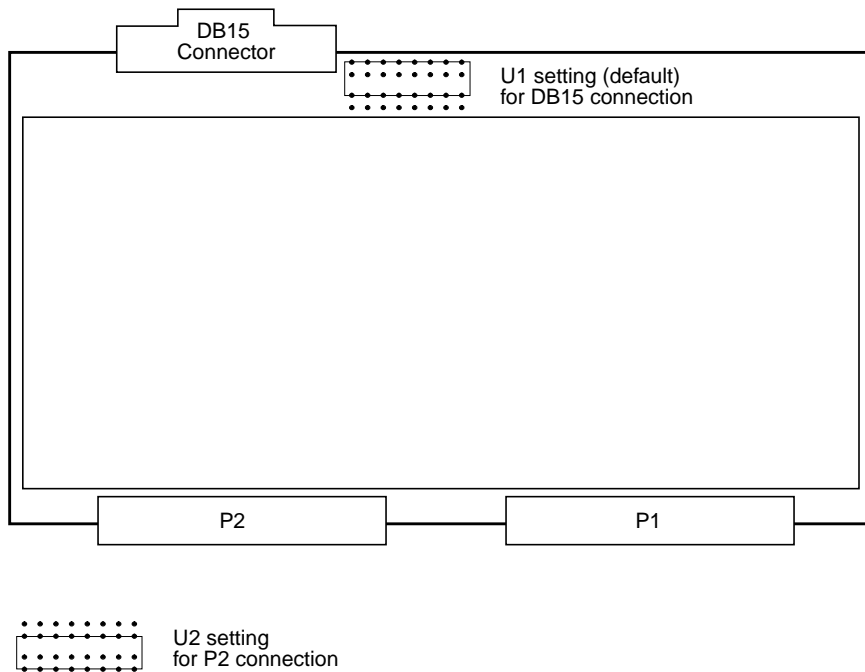 DB15
Connector
U1 setting (default)
for DB15 connection
P2
P1
U2 setting
for P2 connection